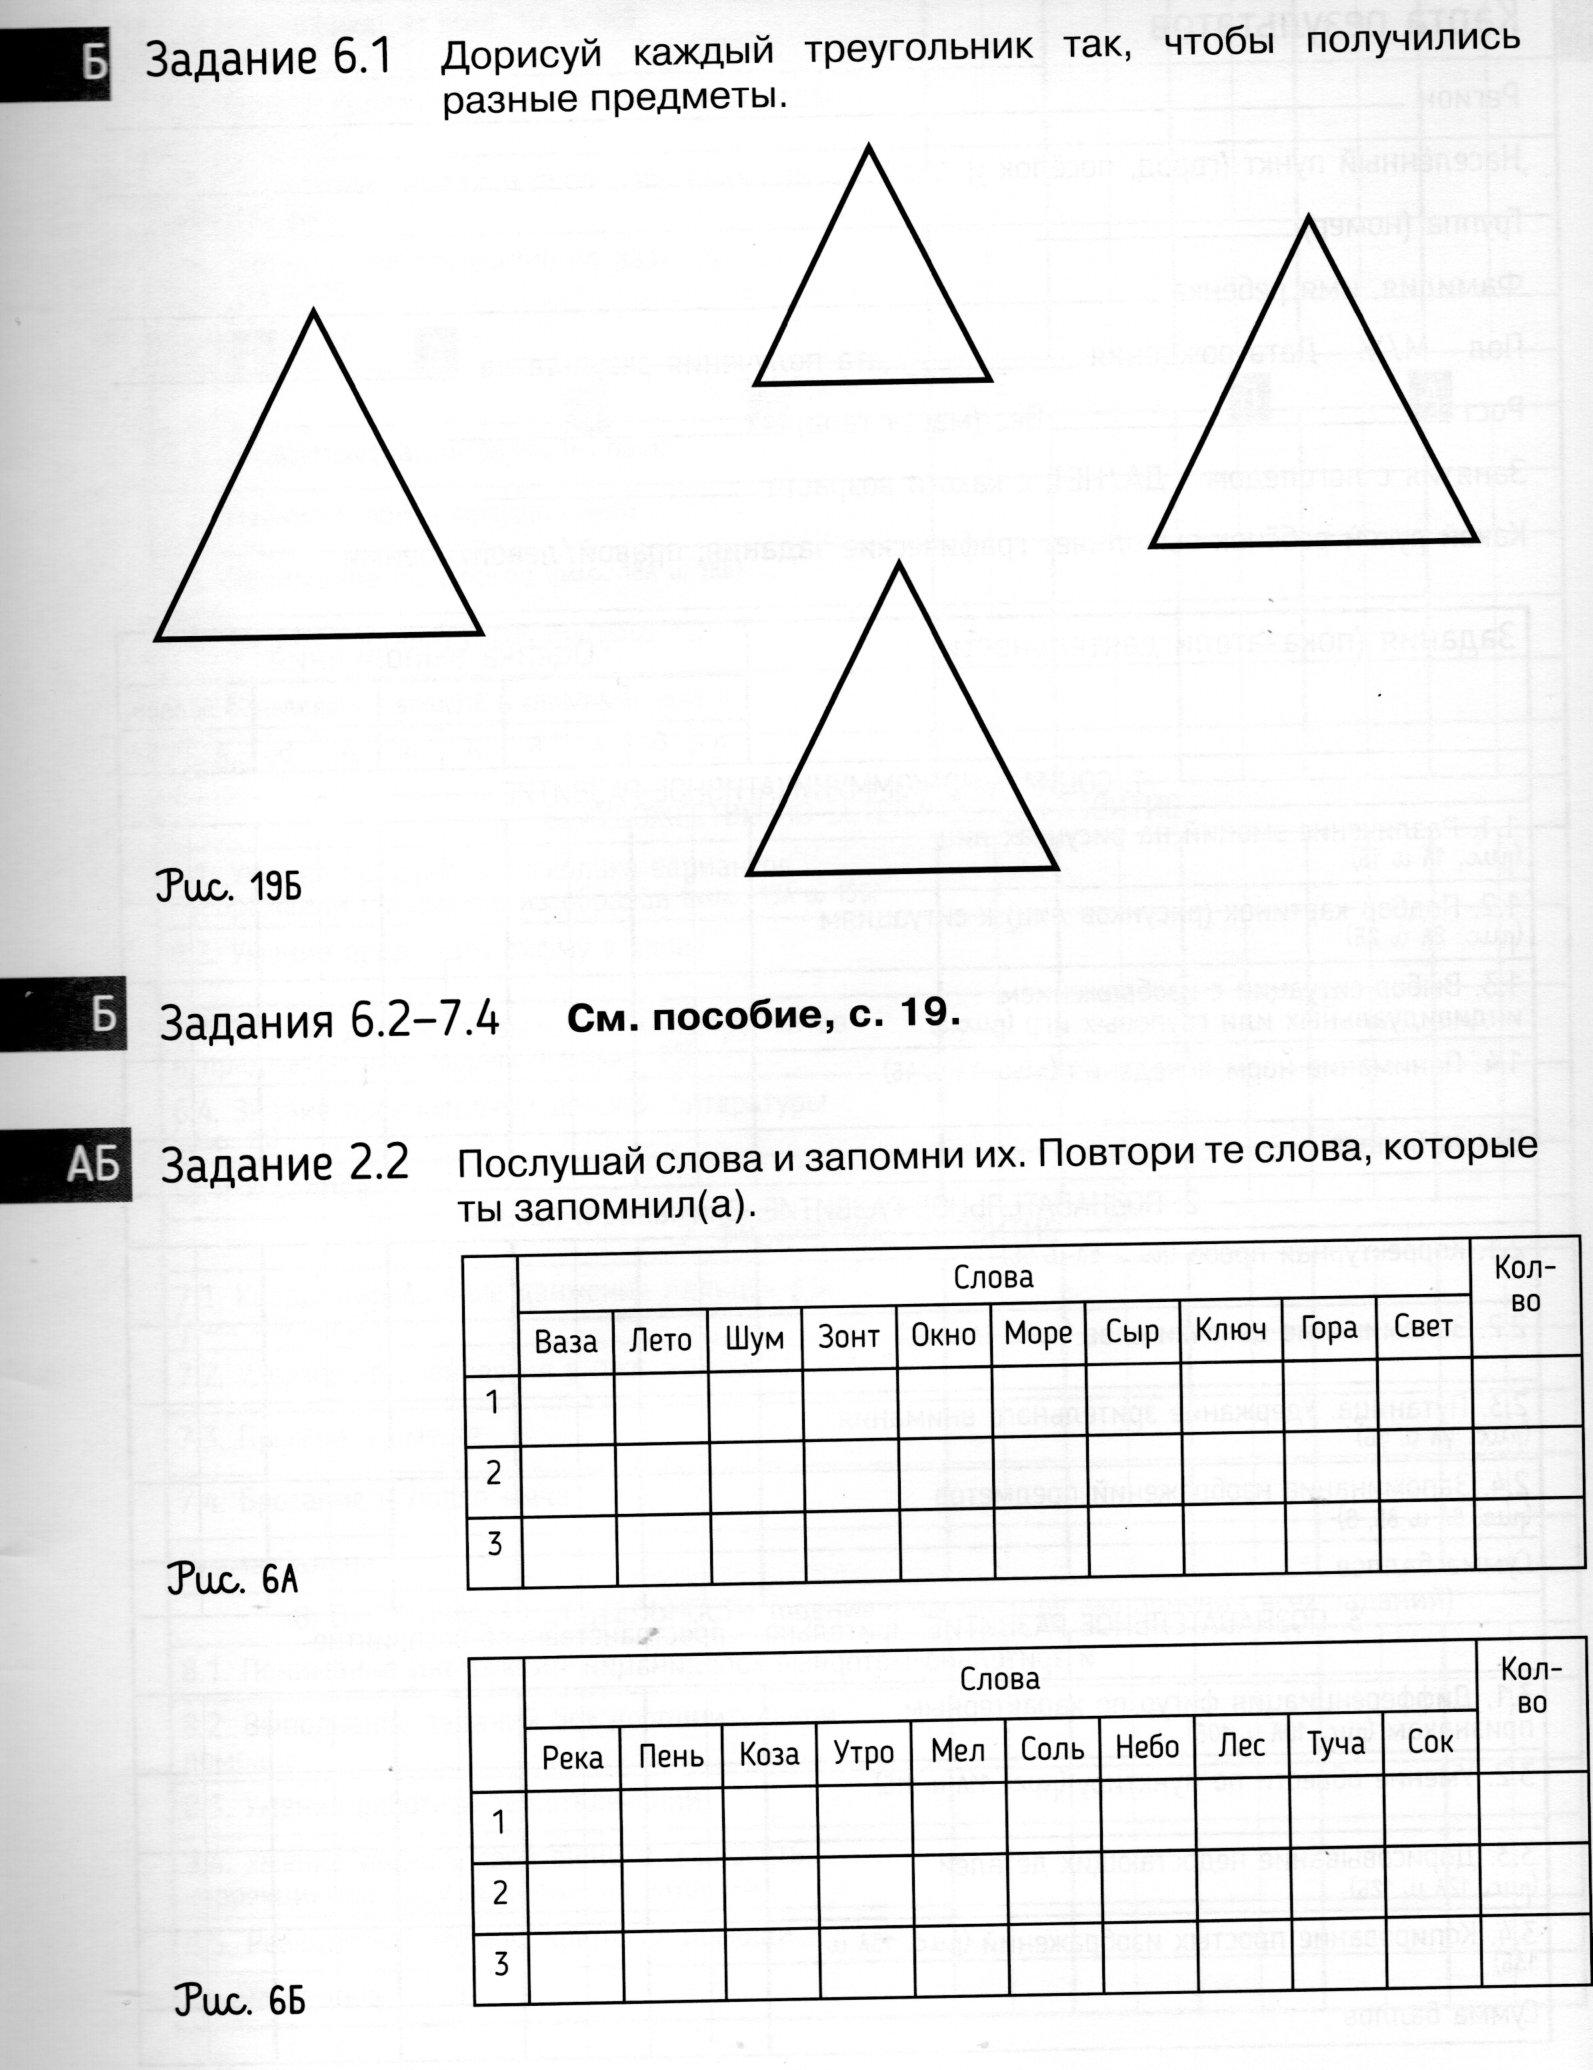 Б Задание 6.1 Дорисуй каждый треугольник так, чтобы получились
разные предметы.
Рис. 19Б
Б Задания 6.2–7.4 См. пособие, с. 19.
АБ Задание 2.2 Послушай слова и запомни их. Повтори те слова, которые
ты запомнил(а).
Слова Кол-
во
Ваза Лето Шум Зонт Окно Море Сыр Ключ Гора Свет
1
2
3
Рис. 6А
Слова Кол-
во
Река Пень Коза Утро Мел Соль Небо Лес Туча Сок
1
2
3
Рис. 6Б